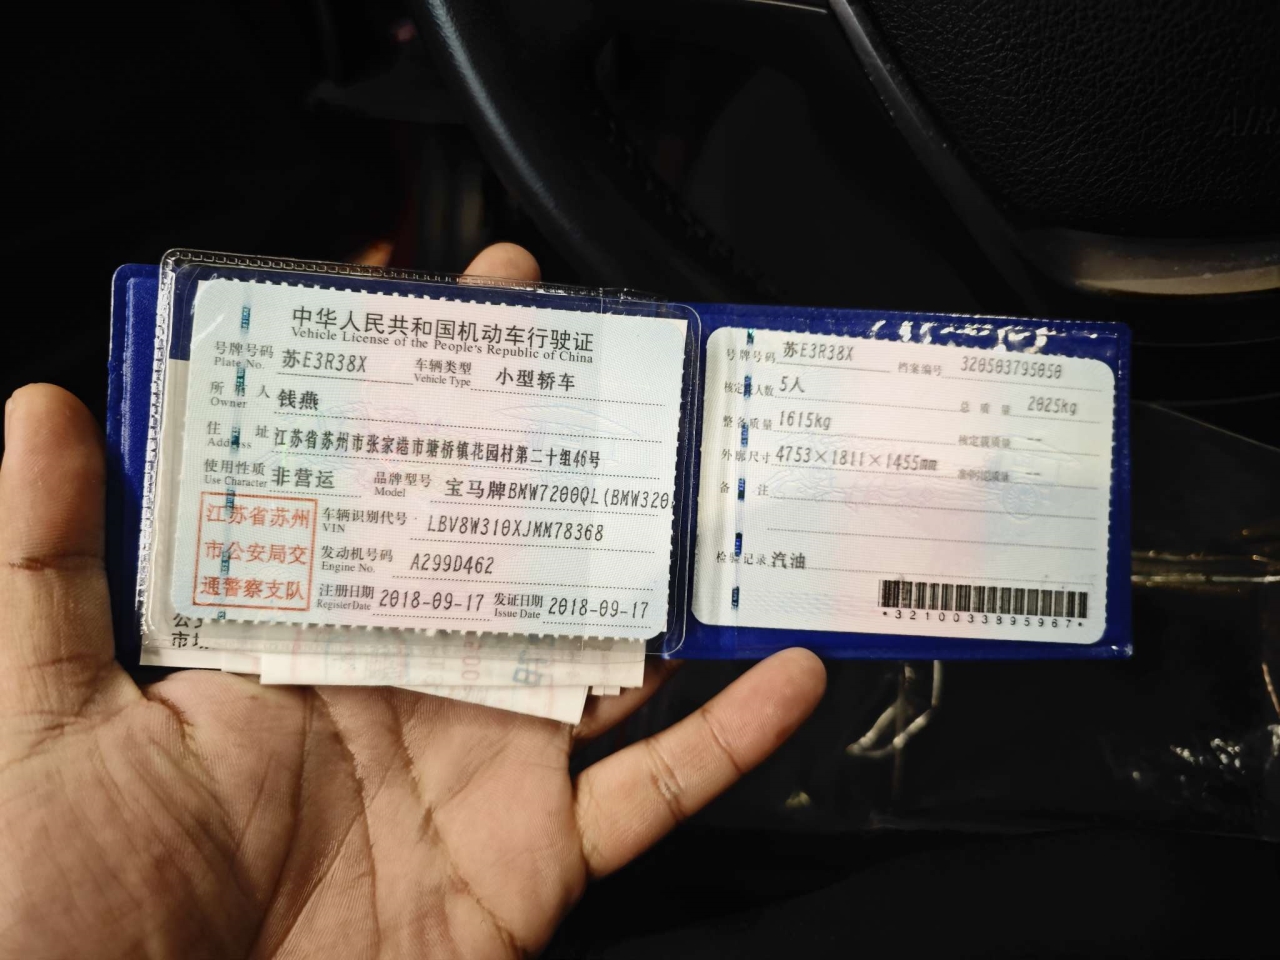 中华人民共和国机动车行驶证
Vehicle License of the People's Republic of China
号牌号码 苏E3R38X 车辆类型 小型轿车
Plate No. Vehicle Type
所有人 钱燕
Owner
住址 江苏省苏州市张家港市塘桥镇花园村第二十组46号
Address
使用性质 非营运 品牌型号 宝马牌BMW7200QL(BMW320
Use Character Model
江苏省苏州
市公安局交
通警察支队
车辆识别代号 LBV8W310XJMM78368
VIN
发动机号码 A299D462
Engine No.
注册日期 2018-09-17 发证日期 2018-09-17
Register Date Issue Date
号牌号码 苏E3R38X 档案编号 320503795050
核定载人数 5人 总质量 2025kg
整备质量 1615kg 核定载质量 --
外廓尺寸 4753×1811×1455mm --
备注
检验记录 汽油
*3210033895967*
市场